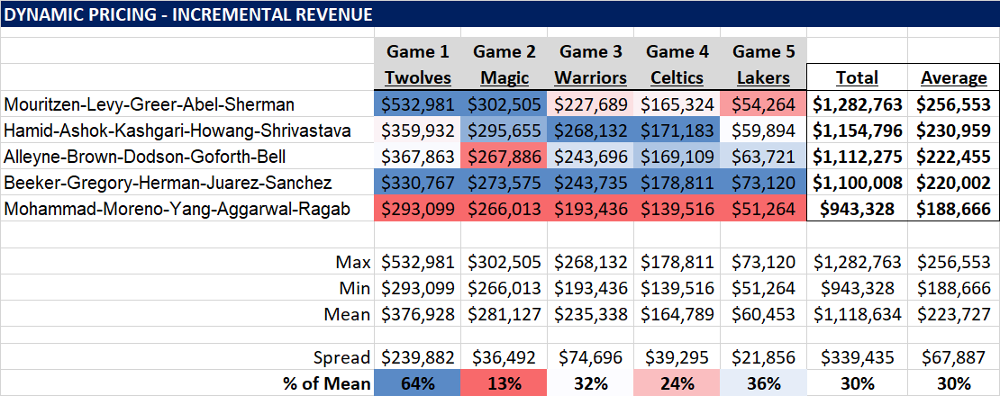 DYNAMIC PRICING - INCREMENTAL REVENUE
Game 1 Game 2 Game 3 Game 4 Game 5
Twolves Magic Warriors Celtics Lakers Total Average
Mouritzen-Levy-Greer-Abel-Sherman $532,981 $302,505 $227,689 $165,324 $54,264 $1,282,763 $256,553
Hamid-Ashok-Kashgari-Howang-Shrivastava $359,932 $295,655 $268,132 $171,183 $59,894 $1,154,796 $230,959
Alleyne-Brown-Dodson-Goforth-Bell $367,863 $267,886 $243,696 $169,109 $63,721 $1,112,275 $222,455
Beeker-Gregory-Herman-Juarez-Sanchez $330,767 $273,575 $243,735 $178,811 $73,120 $1,100,008 $220,002
Mohammad-Moreno-Yang-Aggarwal-Ragab $293,099 $266,013 $193,436 $139,516 $51,264 $943,328 $188,666
Max $532,981 $302,505 $268,132 $178,811 $73,120 $1,282,763 $256,553
Min $293,099 $266,013 $193,436 $139,516 $51,264 $943,328 $188,666
Mean $376,928 $281,127 $235,338 $164,789 $60,453 $1,118,634 $223,727
Spread $239,882 $36,492 $74,696 $39,295 $21,856 $339,435 $67,887
% of Mean 64% 13% 32% 24% 36% 30% 30%